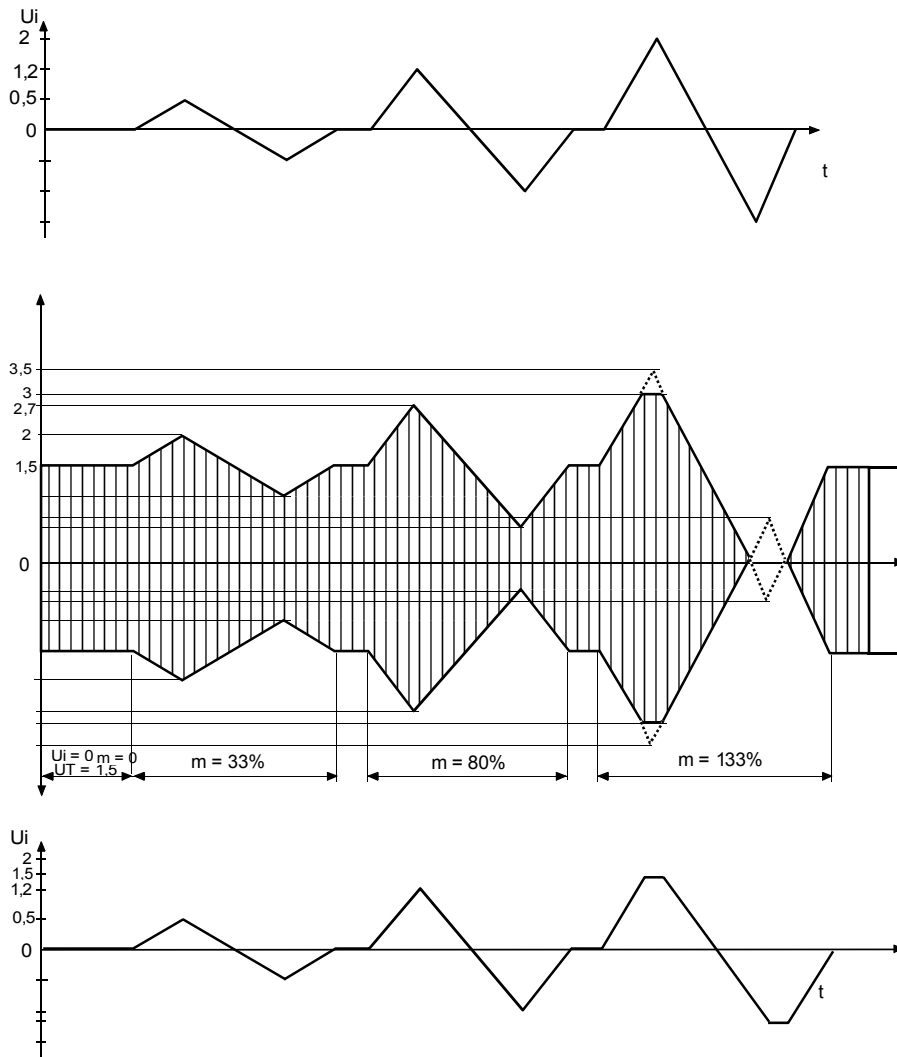 Ui
2
1,2
0,5
0
t
3,5
3
2,7
2
1,5
0
Ui = 0 m = 0
UT = 1,5
m = 33%
m = 80%
m = 133%
Ui
2
1.5
1,2
0,5
0
t